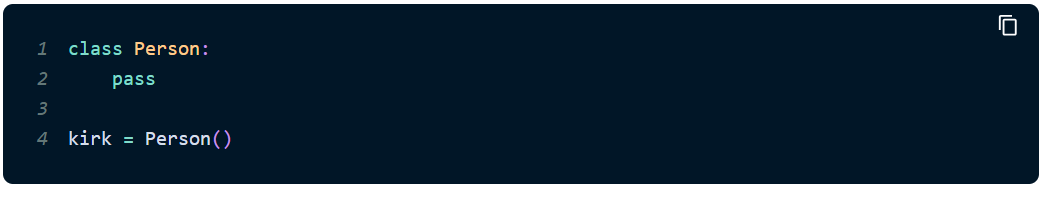 1 class Person:
2     pass
3
4 kirk = Person()